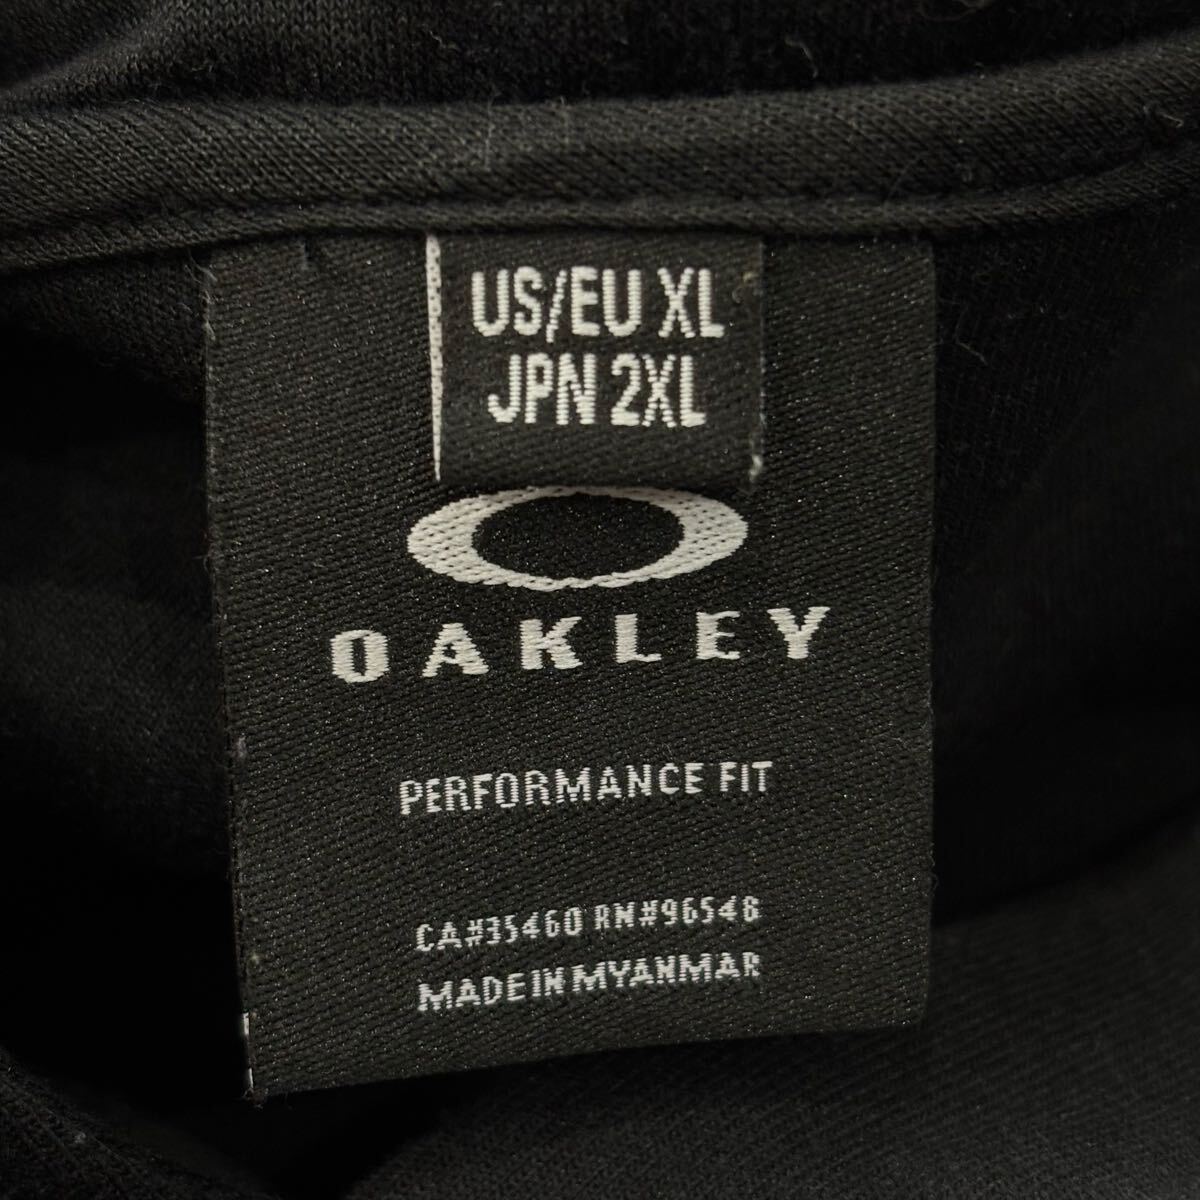 US/EU XL
JPN 2XL
OAKLEY
PERFORMANCE FIT
CA#35460 RN#96548
MADE IN MYANMAR